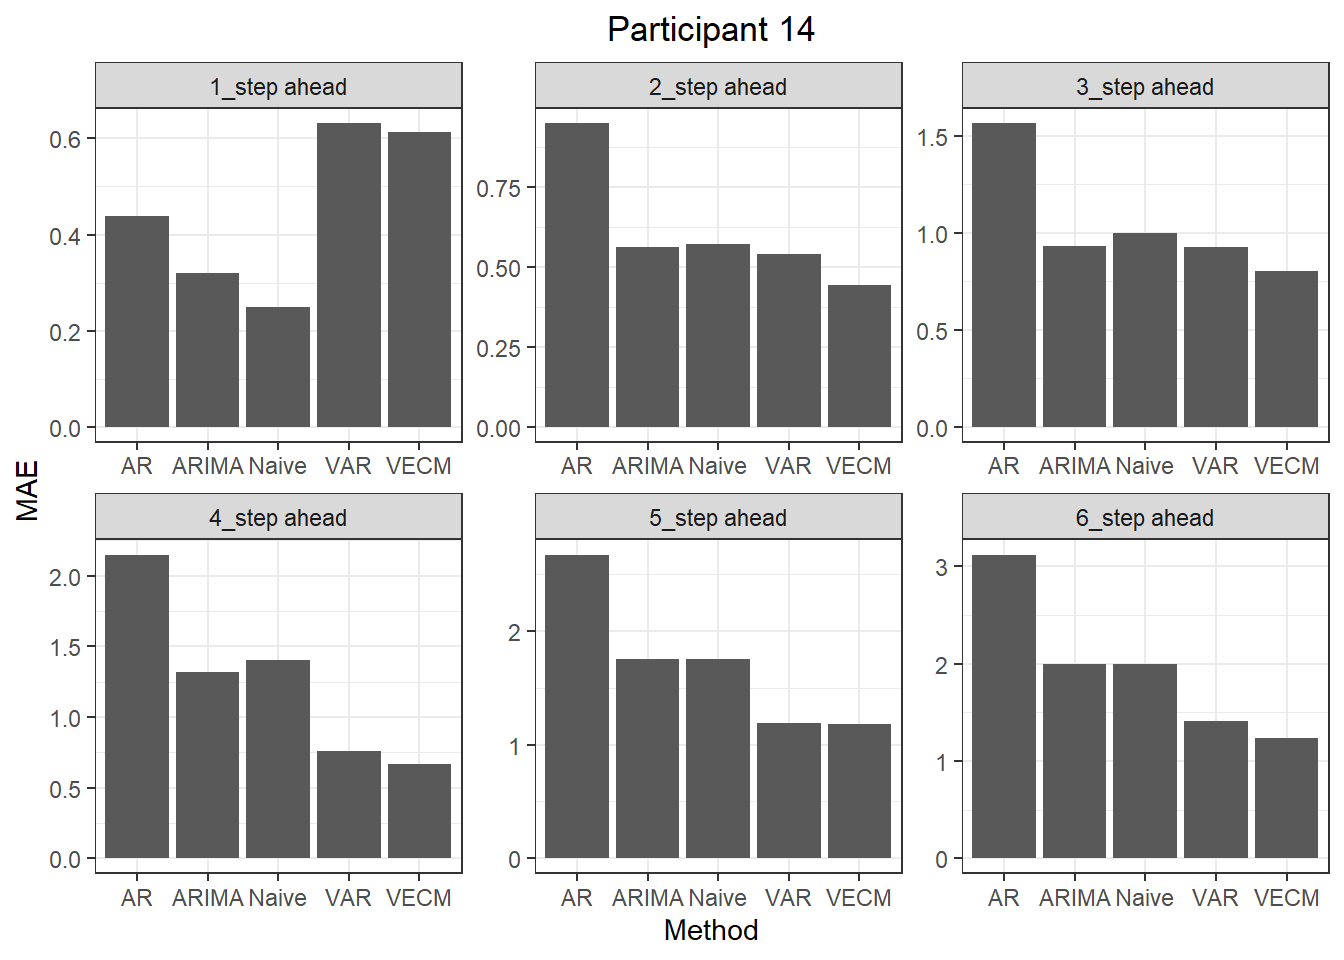 Participant 14
1_step ahead
2_step ahead
3_step ahead
0.6
0.4
0.2
0.0
0.75
0.50
0.25
0.00
1.5
1.0
0.5
0.0
AR ARIMA Naive VAR VECM
AR ARIMA Naive VAR VECM
AR ARIMA Naive VAR VECM
MAE
4_step ahead
5_step ahead
6_step ahead
2.0
1.5
1.0
0.5
0.0
2
1
0
3
2
1
0
AR ARIMA Naive VAR VECM
AR ARIMA Naive VAR VECM
AR ARIMA Naive VAR VECM
Method